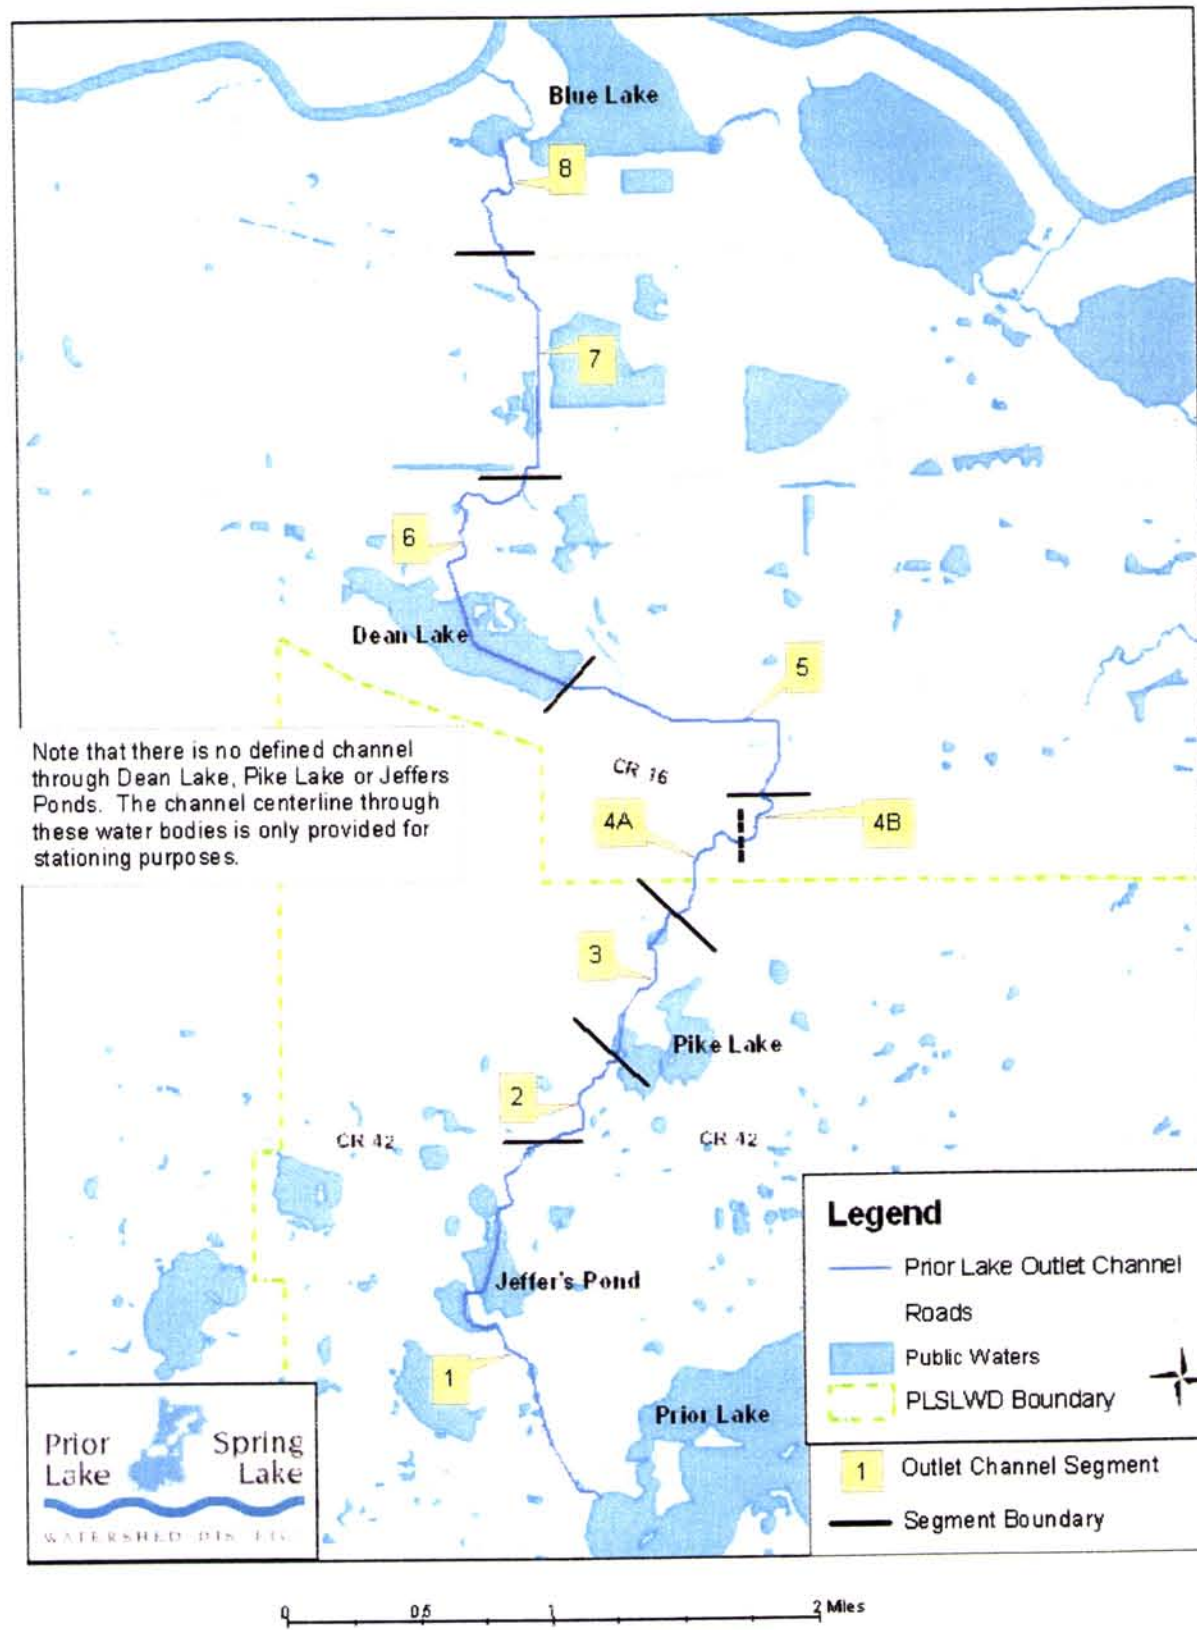 Blue Lake
8
7
6
Dean Lake
5
Note that there is no defined channel
through Dean Lake, Pike Lake or Jeffers
Ponds. The channel centerline through
these water bodies is only provided for
stationing purposes.
CR 16
4A
4B
3
Pike Lake
2
CR 42
CR 42
Jeffer's Pond
1
Prior Lake
Legend
Prior Lake Outlet Channel
Roads
Public Waters
PLSLWD Boundary
1 Outlet Channel Segment
Segment Boundary
Prior Spring
Lake Lake
WATERSHED
0 0.5 1 2 Miles